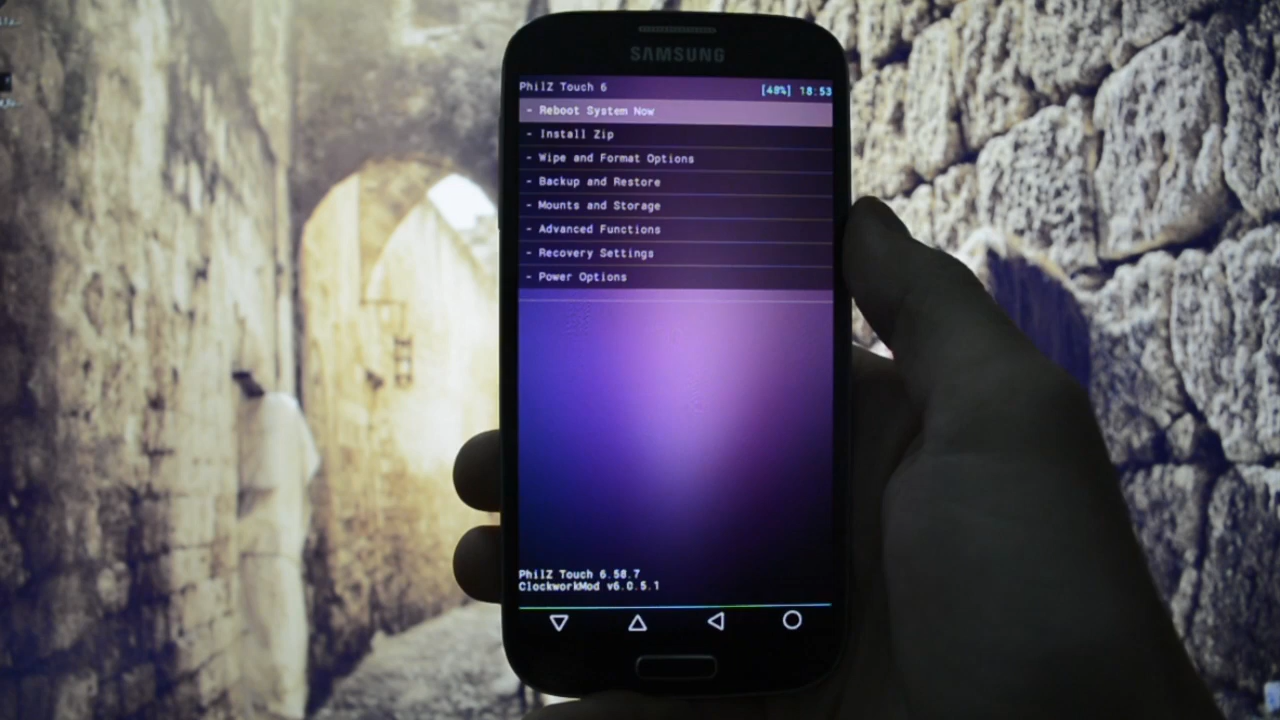 SAMSUNG
PhilZ Touch 6
[48%] 18:53
- Reboot System Now
- Install Zip
- Wipe and Format Options
- Backup and Restore
- Mounts and Storage
- Advanced Functions
- Recovery Settings
- Power Options
PhilZ Touch 6.58.7
ClockworkMod v6.0.5.1